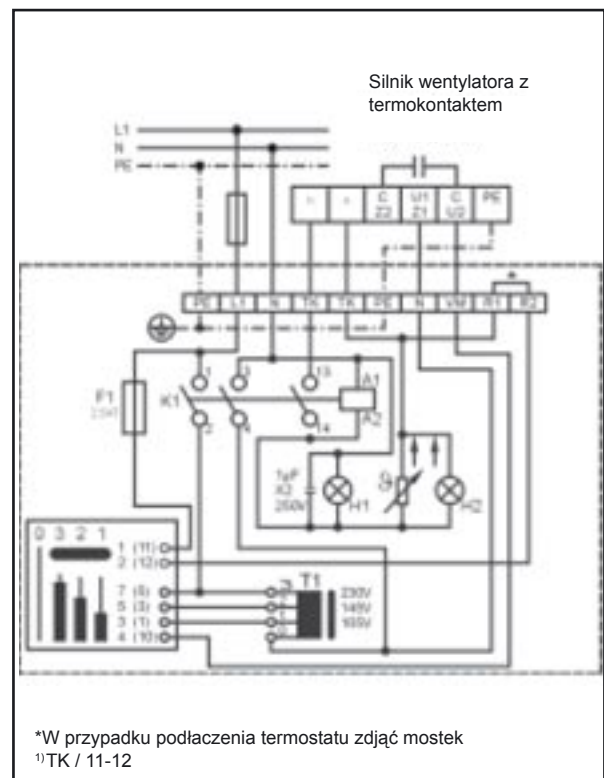 Silnik wentylatora z
termokontaktem
L1
N
PE
C U1 C PE
Z2 Z1 U2
*
PE L1 N TK TK PE N VM R1 R2
F1
K1
1 3 13
2 4 14
A1
A2
1µF
X2
250V
H1
H2
0 3 2 1
1 (11)
2 (12)
7 (5)
5 (3)
3 (1)
4 (10)
T1
230V
149V
105V
*W przypadku podłaczenia termostatu zdjąć mostek
¹⁾TK / 11-12